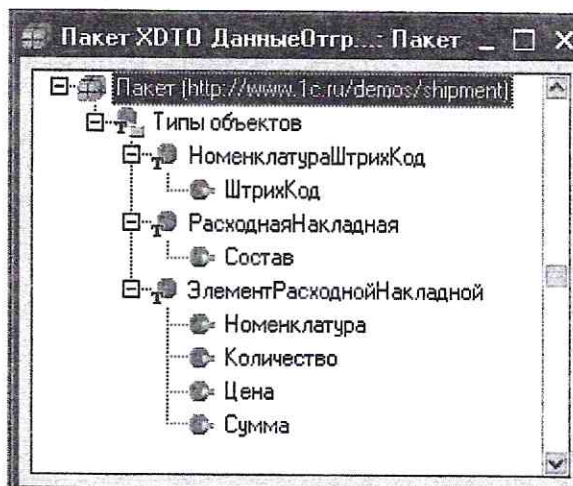 Пакет XDTO ДанныеОтгр...: Пакет
Пакет (http://www.1c.ru/demos/shipment)
Типы объектов
НоменклатураШтрихКод
ШтрихКод
РасходнаяНакладная
Состав
ЭлементРасходнойНакладной
Номенклатура
Количество
Цена
Сумма